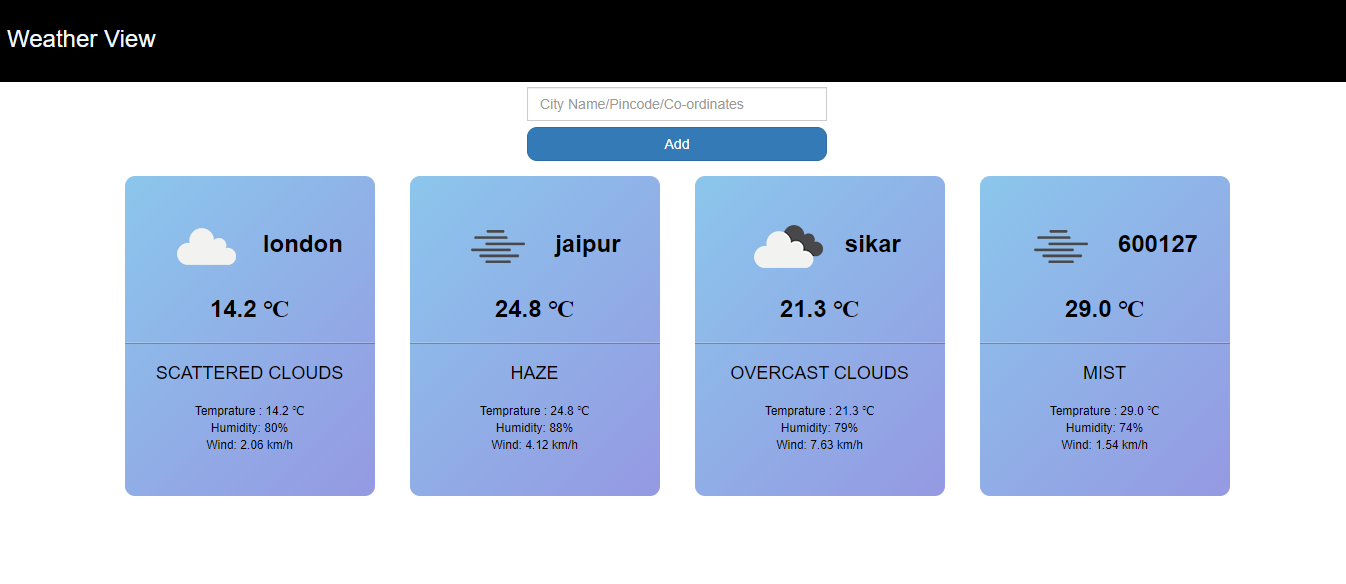 Weather View
City Name/Pincode/Co-ordinates
Add
london
14.2 °C
SCATTERED CLOUDS
Temprature : 14.2 °C
Humidity: 80%
Wind: 2.06 km/h
jaipur
24.8 °C
HAZE
Temprature : 24.8 °C
Humidity: 88%
Wind: 4.12 km/h
sikar
21.3 °C
OVERCAST CLOUDS
Temprature : 21.3 °C
Humidity: 79%
Wind: 7.63 km/h
600127
29.0 °C
MIST
Temprature : 29.0 °C
Humidity: 74%
Wind: 1.54 km/h